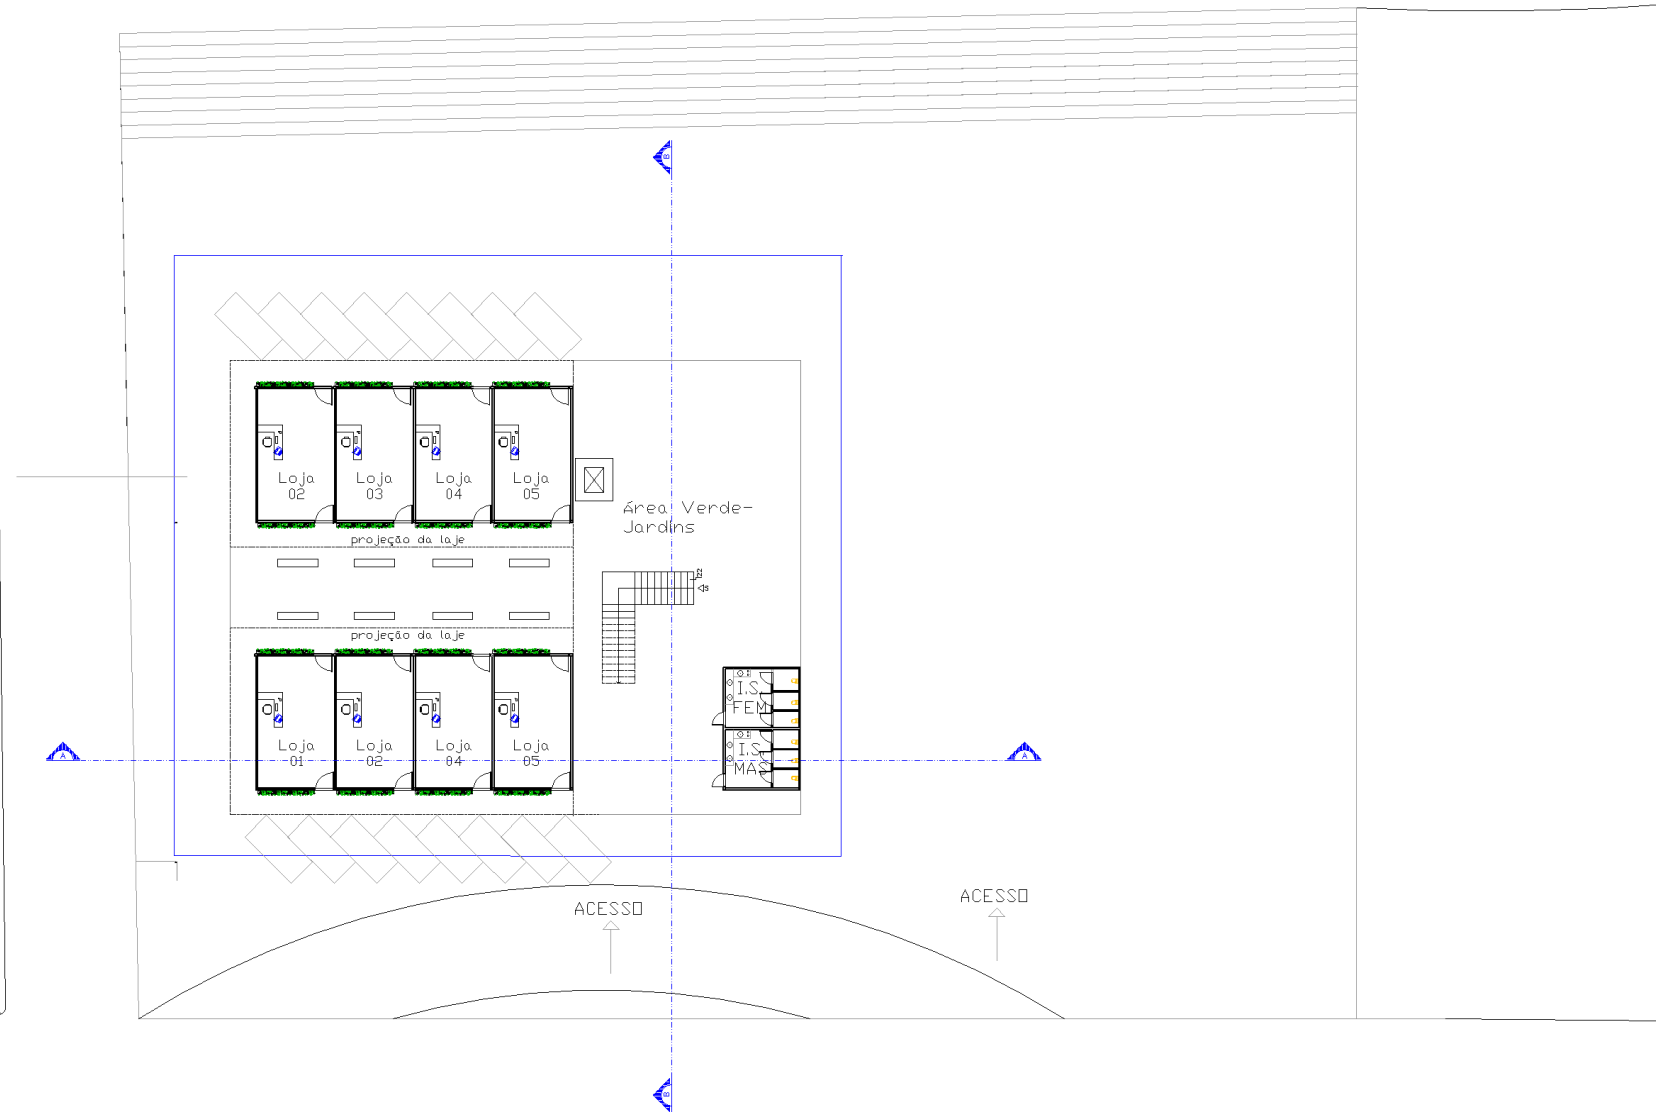 B
Loja
02
Loja
03
Loja
04
Loja
05
Área Verde-
Jardins
projeção da laje
22
S
projeção da laje
I.S.
FEM
Loja
01
Loja
02
Loja
04
Loja
05
I.S.
MAS
A
A
ACESSO
ACESSO
B